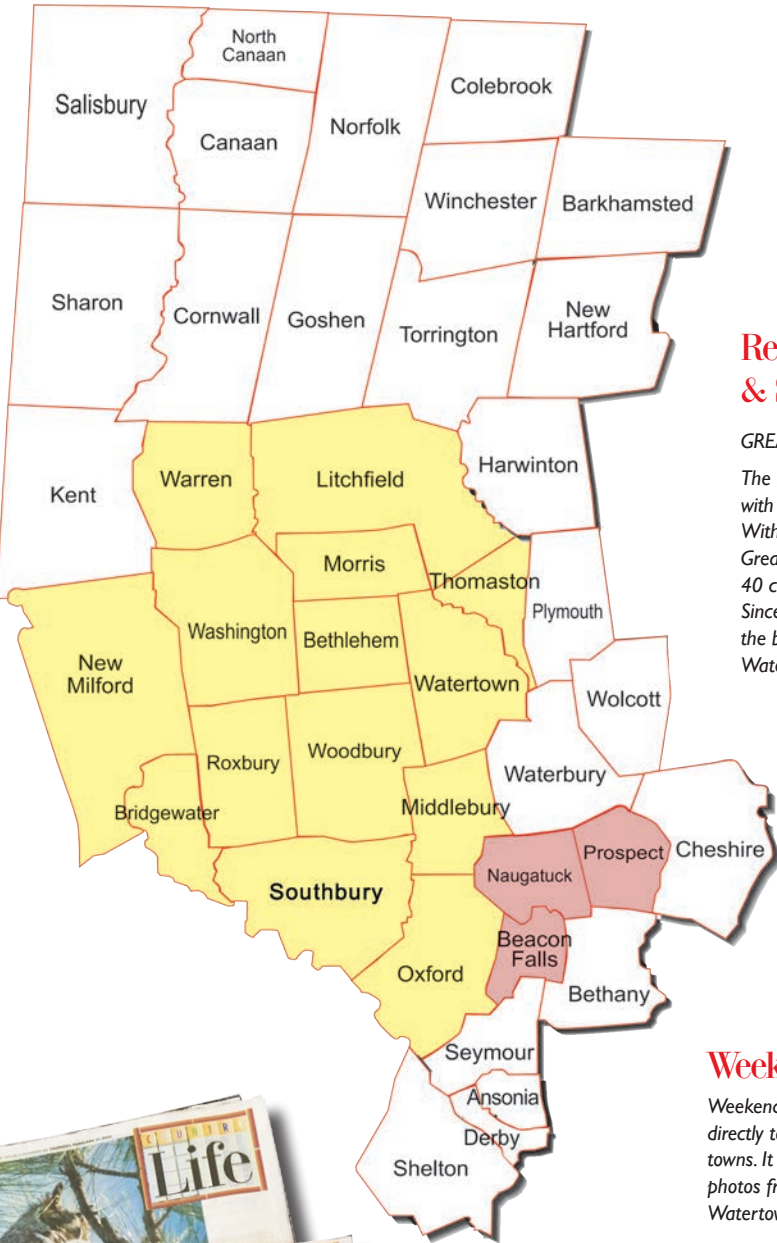 North
Canaan
Colebrook
Salisbury
Canaan
Norfolk
Winchester
Barkhamsted
Sharon
Cornwall
Goshen
Torrington
New
Hartford
Re
& S
GREA
The
with
With
Grea
40 c
Since
the b
Wate
Kent
Warren
Litchfield
Harwinton
Morris
Thomaston
Plymouth
Washington
Bethlehem
New
Milford
Watertown
Wolcott
Roxbury
Woodbury
Waterbury
Bridgewater
Middlebury
Naugatuck
Prospect
Cheshire
Southbury
Beacon
Falls
Oxford
Bethany
Seymour
Ansonia
Derby
Shelton
Week
Weekend
directly to
towns. It
photos fr
Watertow
COUNTRY
Life